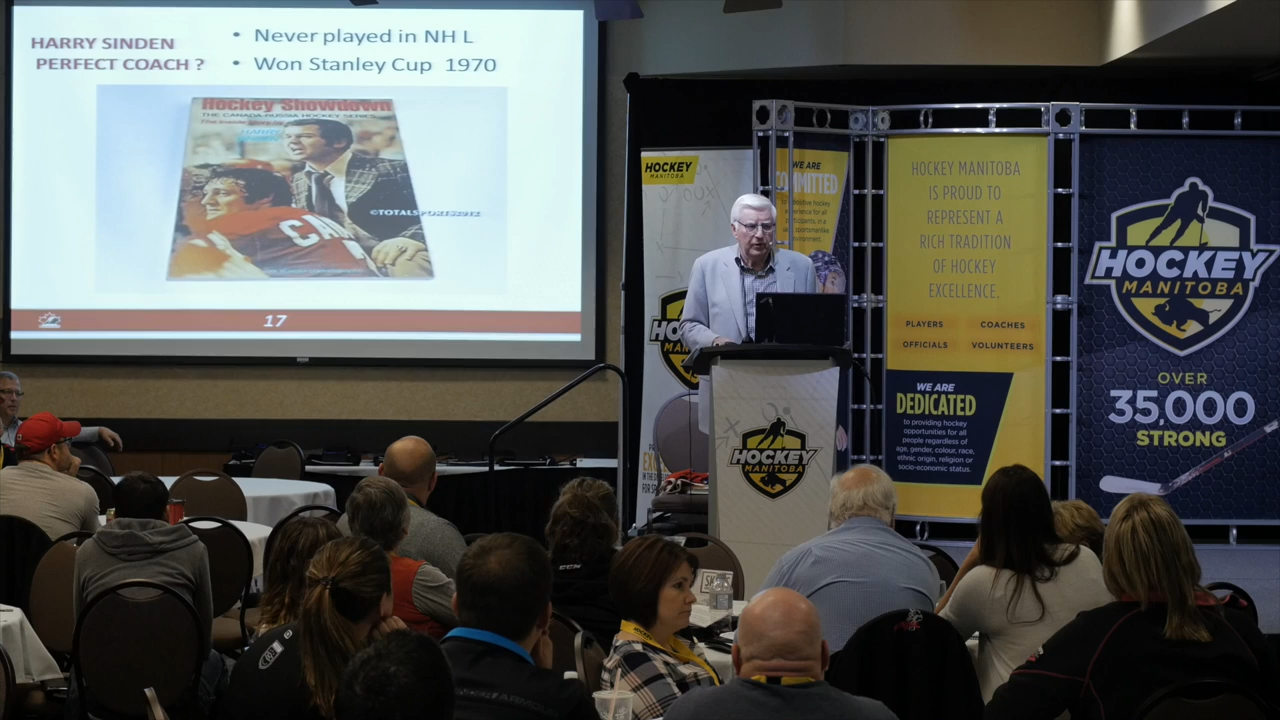 HARRY SINDEN
PERFECT COACH ?
• Never played in NH L
• Won Stanley Cup 1970
Hockey Showdown
THE CANADA-RUSSIA HOCKEY SERIES
HARRY
©TOTALSPORTS2012
CA
17
HOCKEY
MANITOBA
WE ARE
HOCKEY MANITOBA
IS PROUD TO
REPRESENT A
RICH TRADITION
OF HOCKEY
EXCELLENCE.
PLAYERS
COACHES
OFFICIALS
VOLUNTEERS
WE ARE
DEDICATED
to providing hockey
opportunities for all
people regardless of
age, gender, colour, race,
ethnic origin, religion or
socio-economic status.
HOCKEY
MANITOBA
OVER
35,000
STRONG
HOCKEY
MANITOBA
CCM